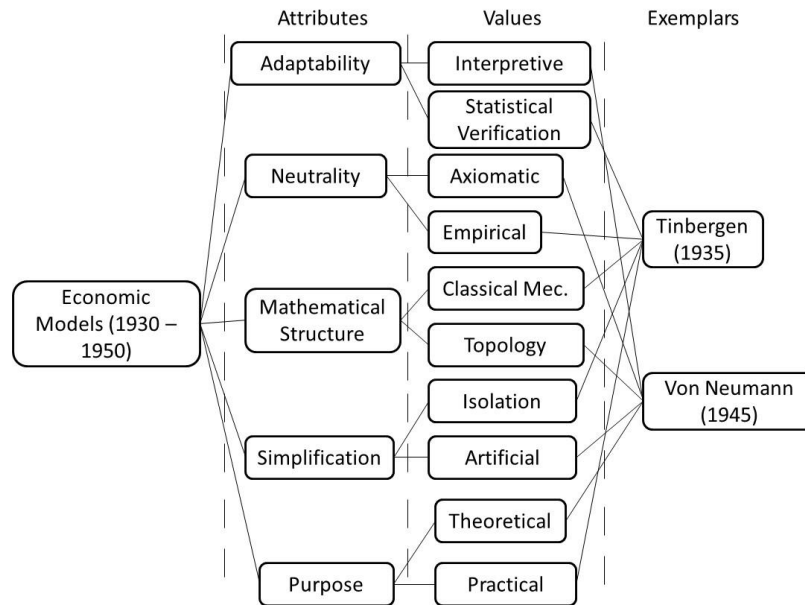 Attributes
Values
Exemplars
Adaptability
Interpretive
Statistical
Verification
Neutrality
Axiomatic
Empirical
Tinbergen
(1935)
Economic
Models (1930 –
1950)
Mathematical
Structure
Classical Mec.
Topology
Von Neumann
(1945)
Simplification
Isolation
Artificial
Purpose
Theoretical
Practical